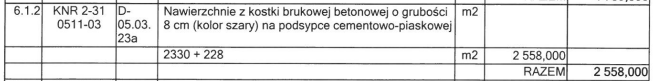 6.1.2 KNR 2-31 D- Nawierzchnie z kostki brukowej betonowej o grubości m2
0511-03 05.03. 8 cm (kolor szary) na podsypce cementowo-piaskowej
23a
2330 + 228 m2 2 558,000
RAZEM 2 558,000